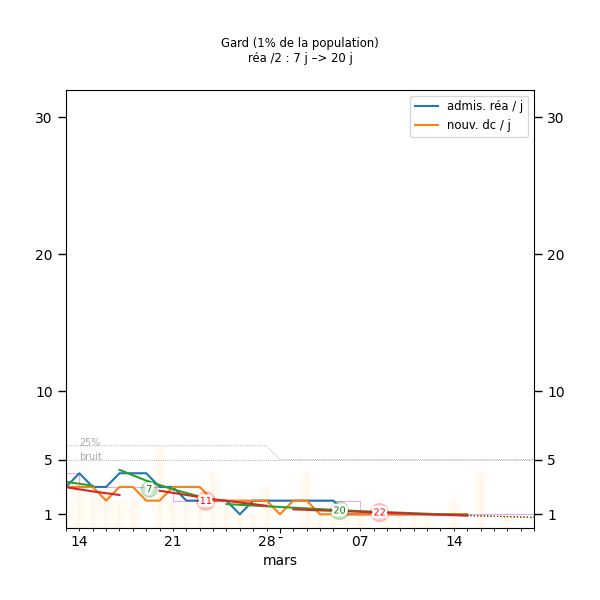 Gard (1% de la population)
réa /2 : 7 j –> 20 j
admis. réa / j
nouv. dc / j
30 30
20 20
10 10
25%
bruit
5 5
7
11
20
22
1 1
14 21 28 07 14
mars